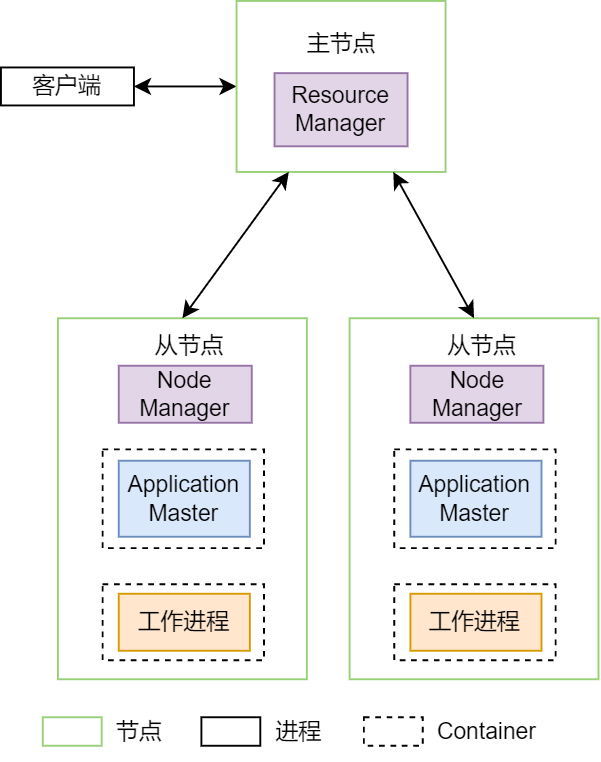 主节点
客户端
Resource
Manager
从节点
Node
Manager
Application
Master
工作进程
从节点
Node
Manager
Application
Master
工作进程
节点
进程
Container